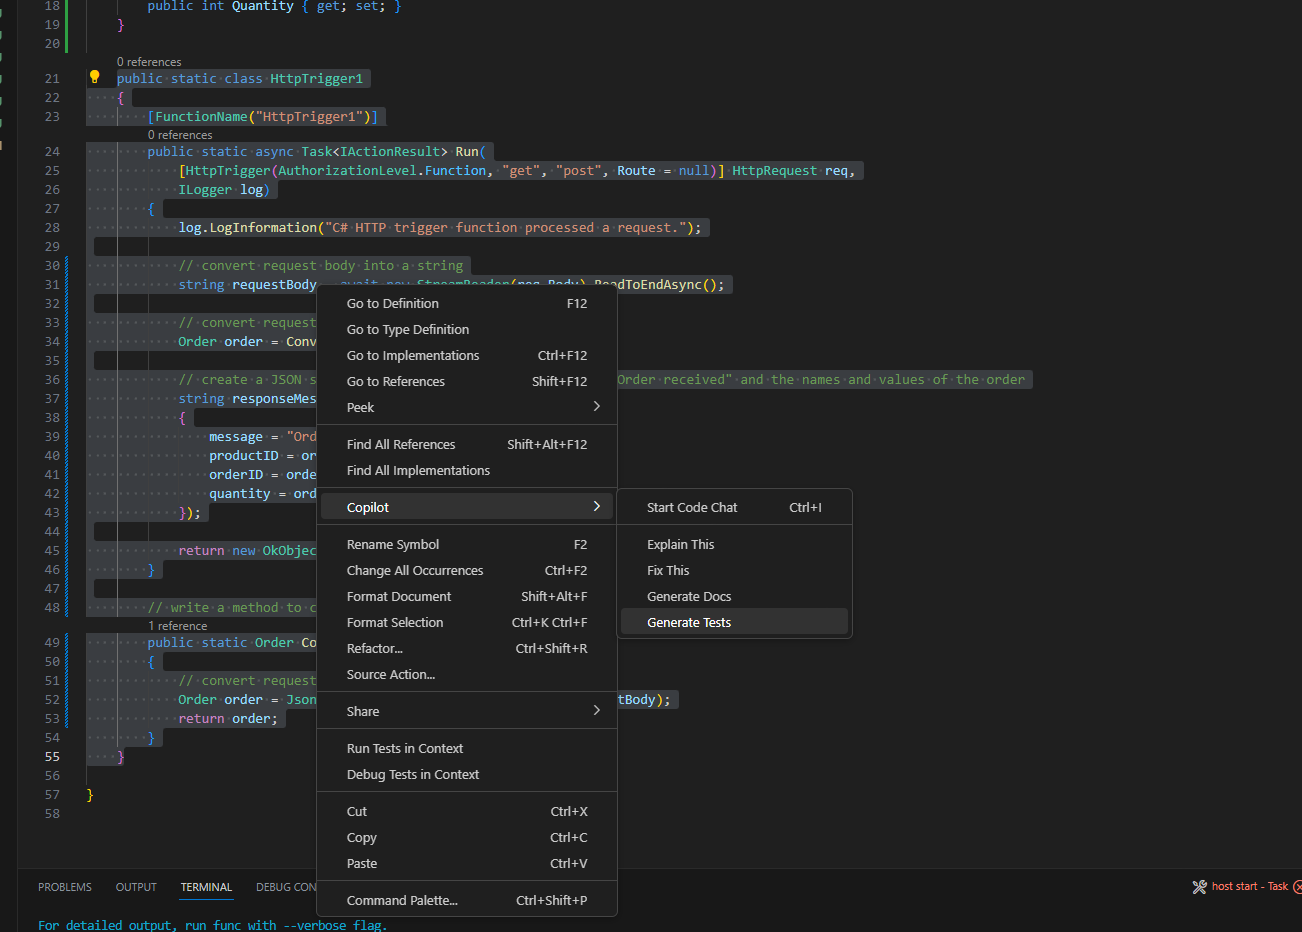 18 public int Quantity { get; set; }
19 }
20
0 references
21 public static class HttpTrigger1
22 {
23 [FunctionName("HttpTrigger1")]
0 references
24 public static async Task<IActionResult> Run(
25 [HttpTrigger(AuthorizationLevel.Function, "get", "post", Route = null)] HttpRequest req,
26 ILogger log)
27 {
28 log.LogInformation("C# HTTP trigger function processed a request.");
29
30 // convert request body into a string
31 string requestBody = await new StreamReader(req.Body).ReadToEndAsync();
32
33 // convert request
34 Order order = Conv
35
36 // create a JSON s Order received" and the names and values of the order
37 string responseMes
38 {
39 message = "Ord
40 productID = or
41 orderID = orde
42 quantity = ord
43 });
44
45 return new OkObjec
46 }
47
48 // write a method to c
1 reference
49 public static Order Co
50 {
51 // convert request
52 Order order = Json tBody);
53 return order;
54 }
55 }
56
57 }
58
Go to Definition F12
Go to Type Definition
Go to Implementations Ctrl+F12
Go to References Shift+F12
Peek
Find All References Shift+Alt+F12
Find All Implementations
Copilot
Rename Symbol F2
Change All Occurrences Ctrl+F2
Format Document Shift+Alt+F
Format Selection Ctrl+K Ctrl+F
Refactor... Ctrl+Shift+R
Source Action...
Share
Run Tests in Context
Debug Tests in Context
Cut Ctrl+X
Copy Ctrl+C
Paste Ctrl+V
Command Palette... Ctrl+Shift+P
Start Code Chat Ctrl+I
Explain This
Fix This
Generate Docs
Generate Tests
PROBLEMS OUTPUT TERMINAL DEBUG CON
host start - Task
For detailed output, run func with --verbose flag.